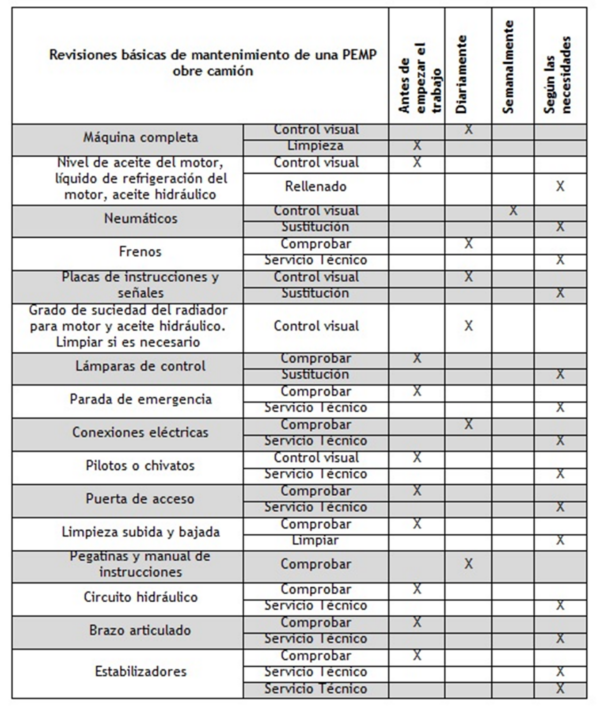 Revisiones básicas de mantenimiento de una PEMP
obre camión
Antes de
empezar el
trabajo
Diariamente
Semanalmente
Según las
necesidades
Máquina completa
Control visual X
Limpieza X
Nivel de aceite del motor,
líquido de refrigeración del
motor, aceite hidráulico
Control visual X
Rellenado X
Neumáticos
Control visual X
Sustitución X
Frenos
Comprobar X
Servicio Técnico X
Placas de instrucciones y
señales
Control visual X
Sustitución X
Grado de suciedad del radiador
para motor y aceite hidráulico.
Limpiar si es necesario
Control visual X
Lámparas de control
Comprobar X
Sustitución X
Parada de emergencia
Comprobar X
Servicio Técnico X
Conexiones eléctricas
Comprobar X
Servicio Técnico X
Pilotos o chivatos
Control visual X
Servicio Técnico X
Puerta de acceso
Comprobar X
Servicio Técnico X
Limpieza subida y bajada
Comprobar X
Limpiar X
Pegatinas y manual de
instrucciones
Comprobar X
Circuito hidráulico
Comprobar X
Servicio Técnico X
Brazo articulado
Comprobar X
Servicio Técnico X
Estabilizadores
Comprobar X
Servicio Técnico X
Servicio Técnico X